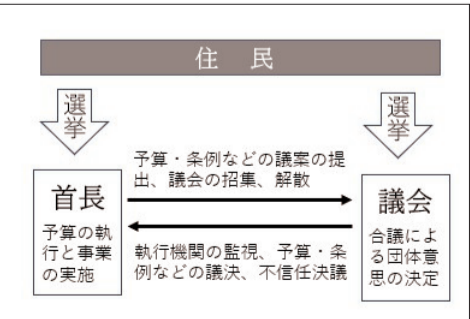 住 民
選挙
選挙
予算・条例などの議案の提
出、議会の招集、解散
首長
予算の執
行と事業
の実施
執行機関の監視、予算・条
例などの議決、不信任決議
議会
合議によ
る団体意
思の決定